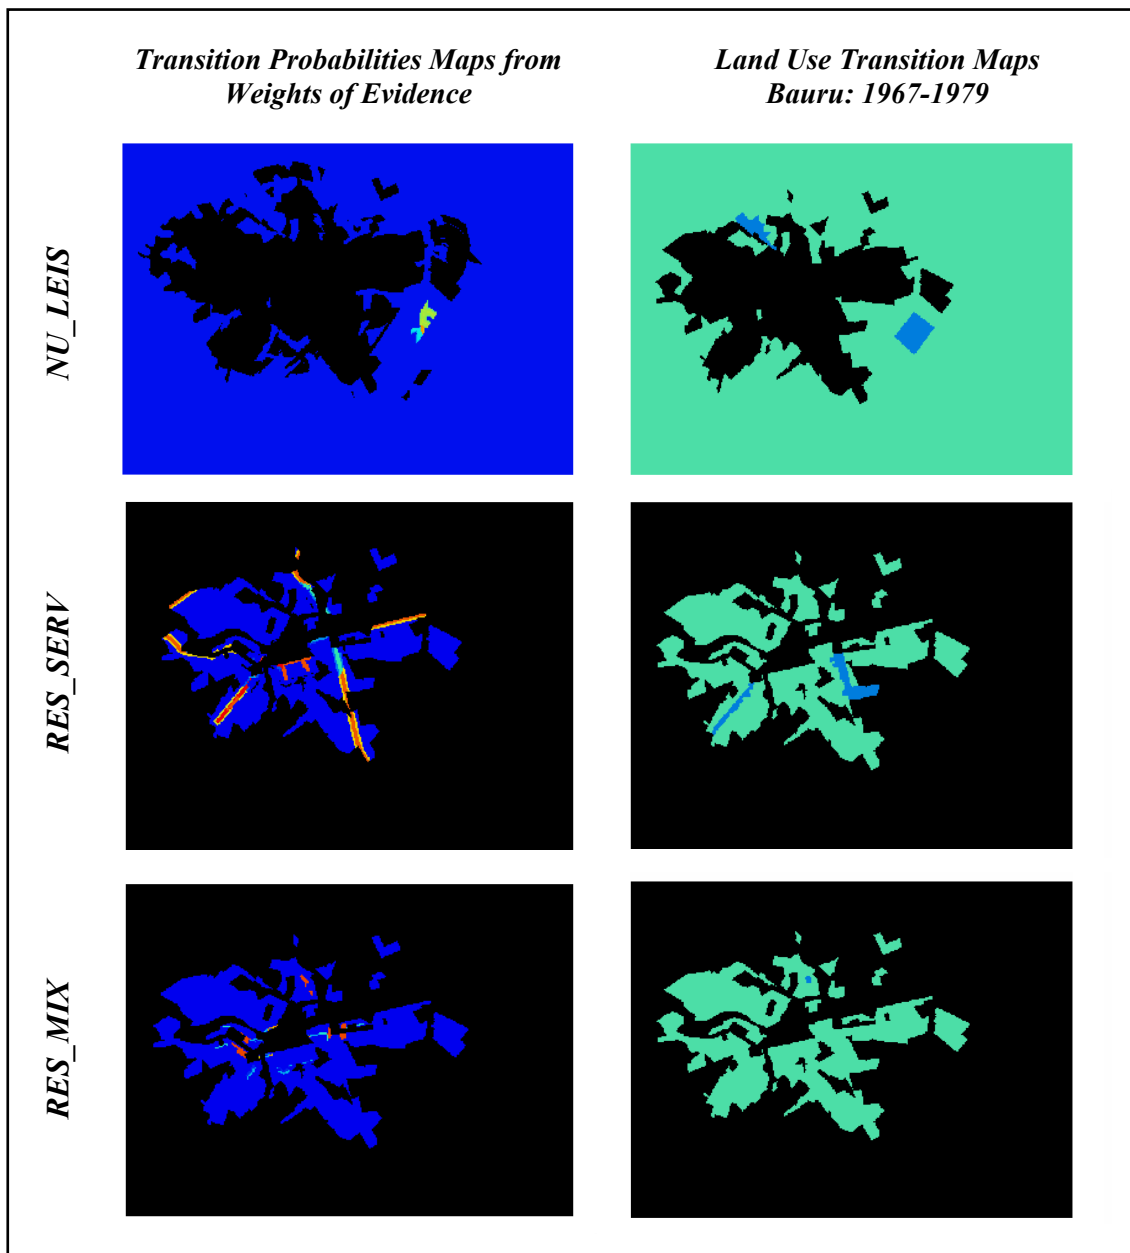 Transition Probabilities Maps from
Weights of Evidence
Land Use Transition Maps
Bauru: 1967-1979
NU_LEIS
RES_SERV
RES_MIX